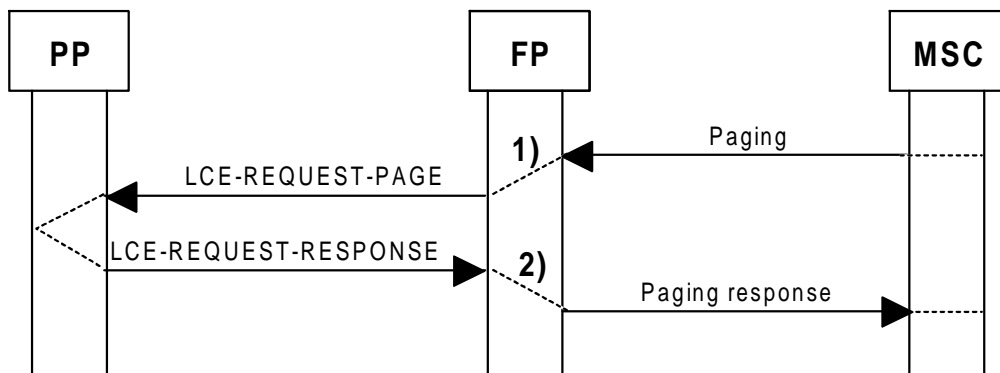 PP
FP
MSC
Paging
1)
LCE-REQUEST-PAGE
LCE-REQUEST-RESPONSE
2)
Paging response